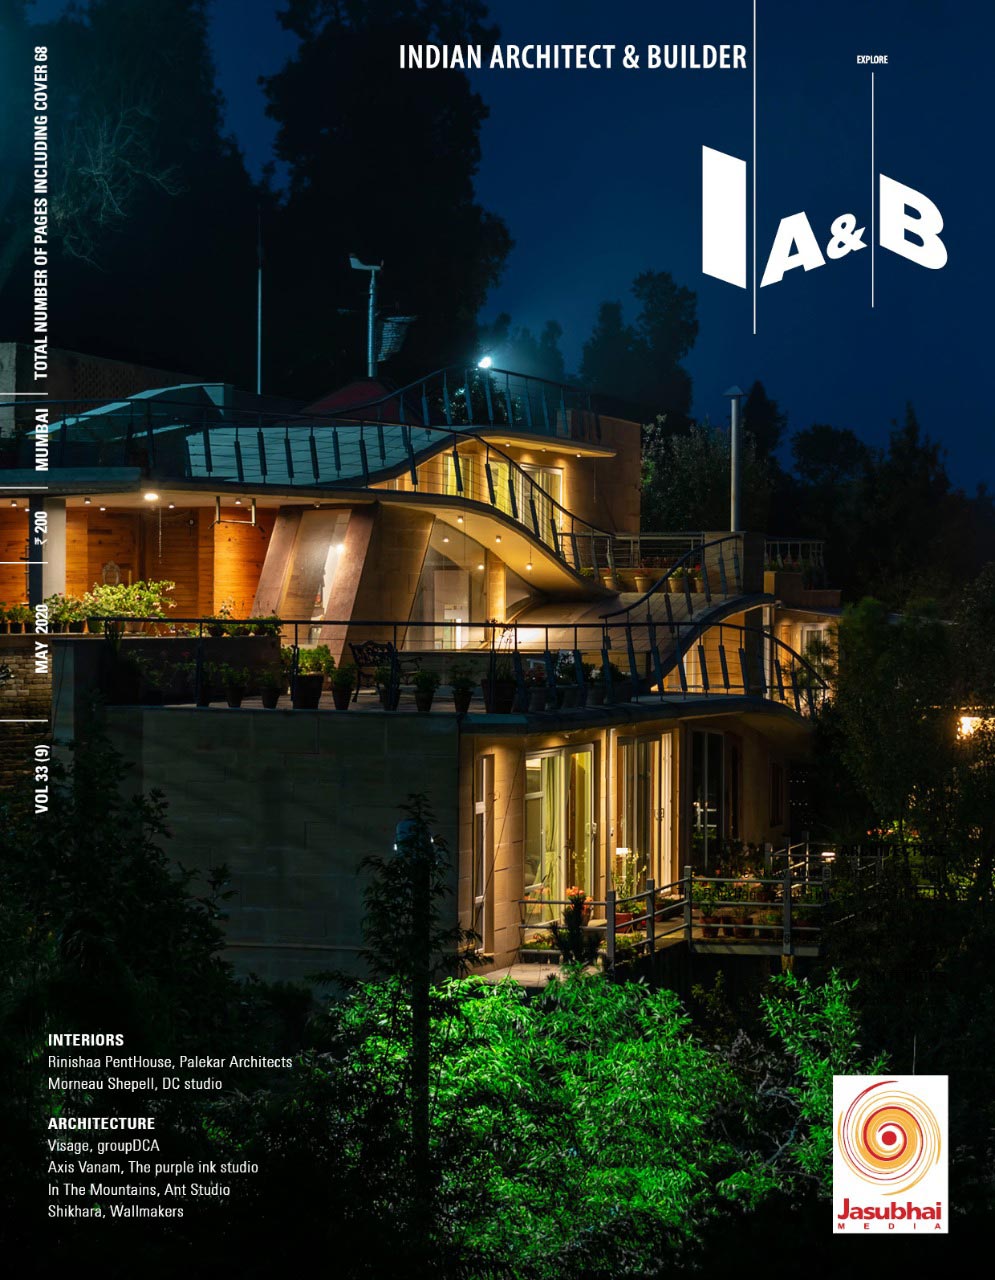 INDIAN ARCHITECT & BUILDER
EXPLORE
IA&B
TOTAL NUMBER OF PAGES INCLUDING COVER 68
MUMBAI
₹ 200
MAY 2020
VOL 33 (9)
INTERIORS
Rinishaa PentHouse, Palekar Architects
Morneau Shepell, DC studio
ARCHITECTURE
Visage, groupDCA
Axis Vanam, The purple ink studio
In The Mountains, Ant Studio
Shikhara, Wallmakers
Jasubhai
MEDIA